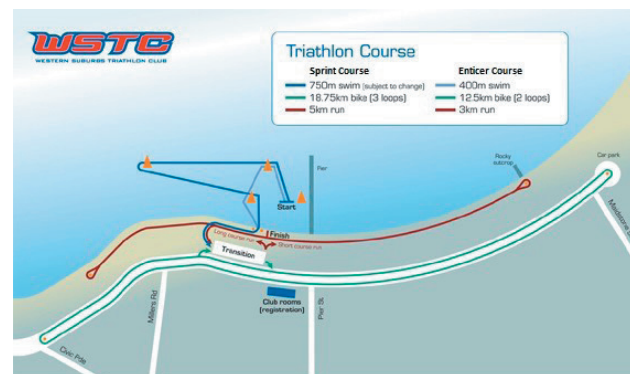 WSTC
WESTERN SUBURBS TRIATHLON CLUB
Triathlon Course
Sprint Course
750m swim (subject to change)
18.75km bike (3 loops)
5km run
Enticer Course
400m swim
12.5km bike (2 loops)
3km run
Pier
Rocky
outcrop
Car park
Start
Finish
Long course run
Short course run
Transition
Maidstone
Club rooms
(registration)
Millers Rd
Pier St
Civic Pde